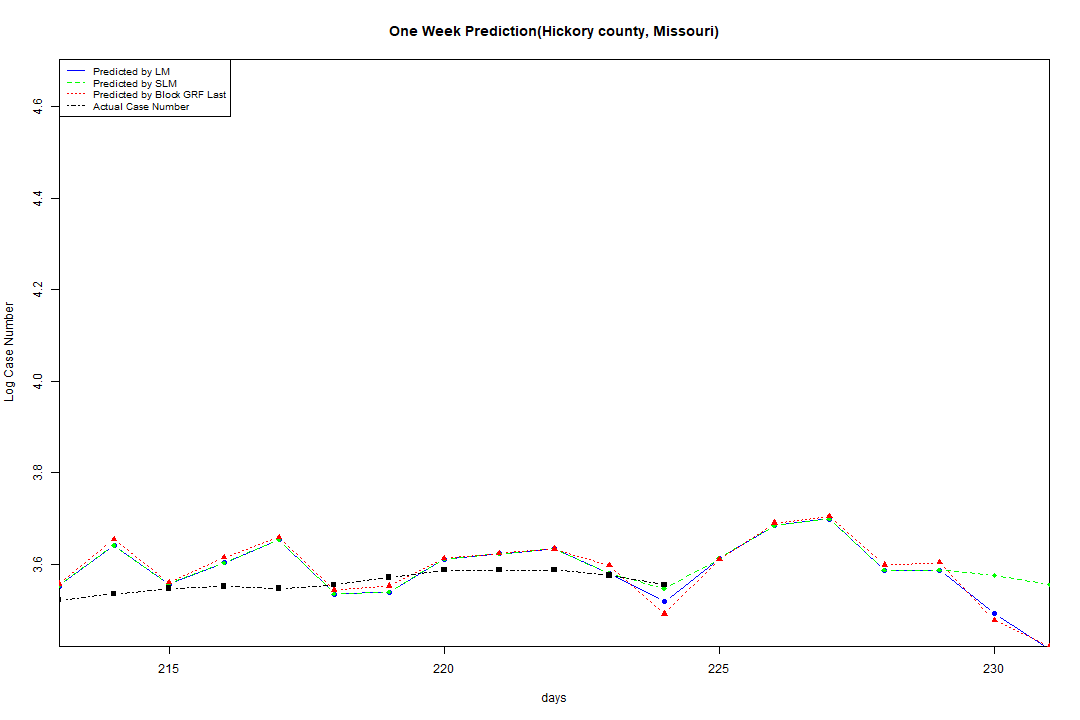 One Week Prediction(Hickory county, Missouri)
Predicted by LM
Predicted by SLM
Predicted by Block GRF Last
Actual Case Number
4.6
4.4
4.2
4.0
3.8
3.6
Log Case Number
215 220 225 230
days